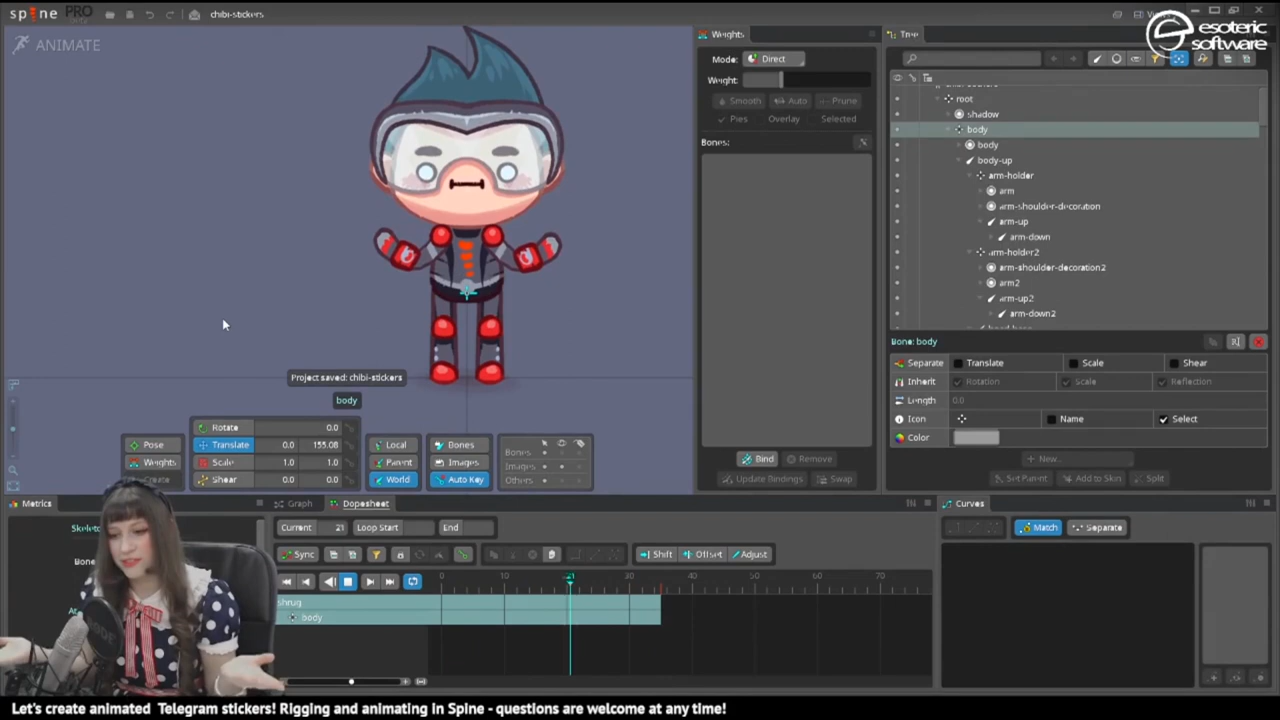 spine PRO
chibi-stickers
ANIMATE
esoteric
software
Weights
Mode:
Direct
Weight:
Smooth
Auto
Prune
Pies
Overlay
Selected
Bones:
Bind
Remove
Update Bindings
Swap
Tree
root
shadow
body
body
body-up
arm-holder
arm
arm-shoulder-decoration
arm-up
arm-down
arm-holder2
arm-shoulder-decoration2
arm2
arm-up2
arm-down2
Bone: body
Separate
Translate
Scale
Shear
Inherit
Rotation
Scale
Reflection
Length
0.0
Icon
Name
Select
Color
New...
Set Parent
Add to Skin
Split
Project saved: chibi-stickers
body
Pose
Weights
Create
Rotate 0.0
Translate 0.0 155.08
Scale 1.0 1.0
Shear 0.0 0.0
Local
Parent
World
Bones
Images
Auto Key
Bones:
Images:
Others:
Metrics
Graph
Dopesheet
Current 21 Loop Start End
Sync
Shift
Offset
Adjust
0 10 21 30 40 50 60 70
shrug
body
Curves
Match
Separate
Let's create animated Telegram stickers! Rigging and animating in Spine - questions are welcome at any time!